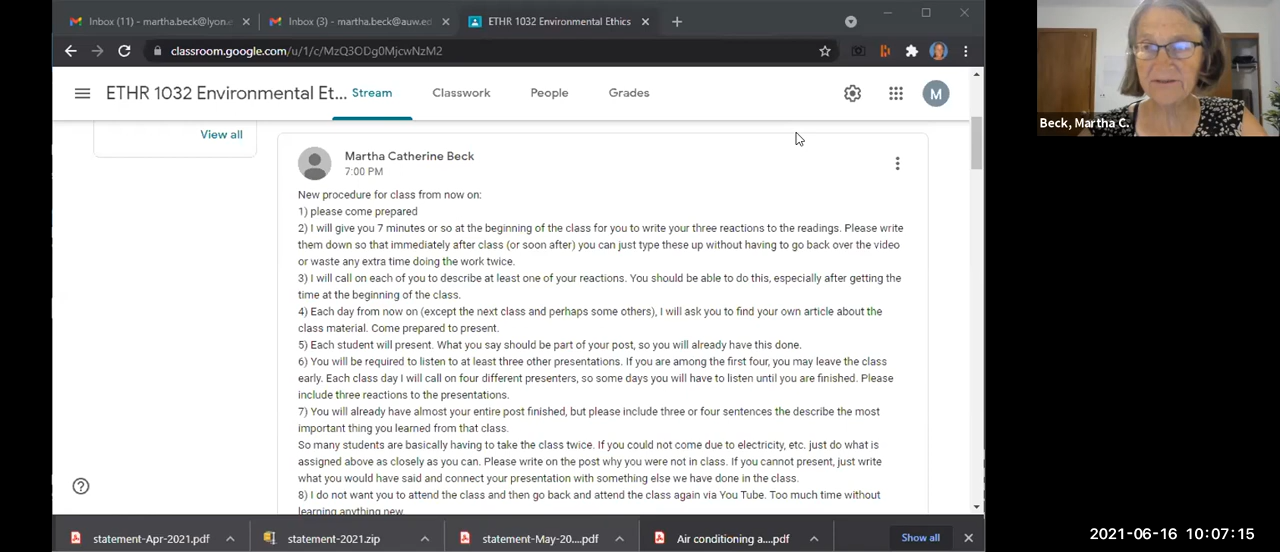 Inbox (11) - martha.beck@lyon.e
Inbox (3) - martha.beck@auw.ed
ETHR 1032 Environmental Ethics
classroom.google.com/u/1/c/MzQ3ODg0MjcwNzM2
ETHR 1032 Environmental Et...
Stream
Classwork
People
Grades
M
View all
Martha Catherine Beck
7:00 PM
New procedure for class from now on:
1) please come prepared
2) I will give you 7 minutes or so at the beginning of the class for you to write your three reactions to the readings. Please write
them down so that immediately after class (or soon after) you can just type these up without having to go back over the video
or waste any extra time doing the work twice.
3) I will call on each of you to describe at least one of your reactions. You should be able to do this, especially after getting the
time at the beginning of the class.
4) Each day from now on (except the next class and perhaps some others), I will ask you to find your own article about the
class material. Come prepared to present.
5) Each student will present. What you say should be part of your post, so you will already have this done.
6) You will be required to listen to at least three other presentations. If you are among the first four, you may leave the class
early. Each class day I will call on four different presenters, so some days you will have to listen until you are finished. Please
include three reactions to the presentations.
7) You will already have almost your entire post finished, but please include three or four sentences the describe the most
important thing you learned from that class.
So many students are basically having to take the class twice. If you could not come due to electricity, etc. just do what is
assigned above as closely as you can. Please write on the post why you were not in class. If you cannot present, just write
what you would have said and connect your presentation with something else we have done in the class.
8) I do not want you to attend the class and then go back and attend the class again via You Tube. Too much time without
learning anything new
statement-Apr-2021.pdf
statement-2021.zip
statement-May-20....pdf
Air conditioning a....pdf
Show all
Beck, Martha C.
2021-06-16 10:07:15